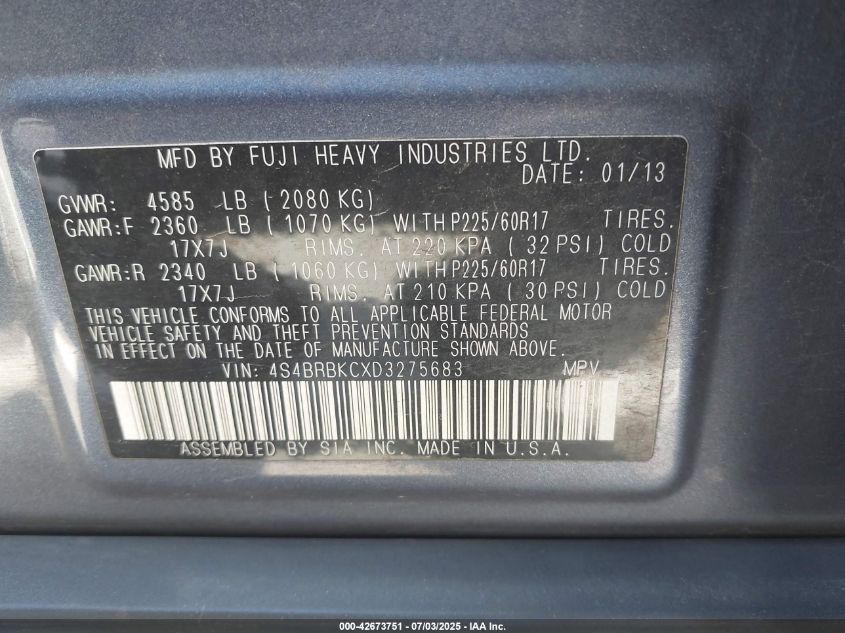 MFD BY FUJI HEAVY INDUSTRIES LTD.
DATE: 01/13
GVWR: 4585 LB ( 2080 KG)
GAWR:F 2360 LB ( 1070 KG) WITH P225/60R17 TIRES.
17X7J RIMS. AT 220 KPA ( 32 PSI) COLD
GAWR:R 2340 LB ( 1060 KG) WITH P225/60R17 TIRES.
17X7J RIMS. AT 210 KPA ( 30 PSI) COLD
THIS VEHICLE CONFORMS TO ALL APPLICABLE FEDERAL MOTOR
VEHICLE SAFETY AND THEFT PREVENTION STANDARDS
IN EFFECT ON THE DATE OF MANUFACTURE SHOWN ABOVE.
VIN: 4S4BRBKCXD3275683 MPV
ASSEMBLED BY SIA INC. MADE IN U.S.A.
000-42673751 - 07/03/2025 - IAA Inc.